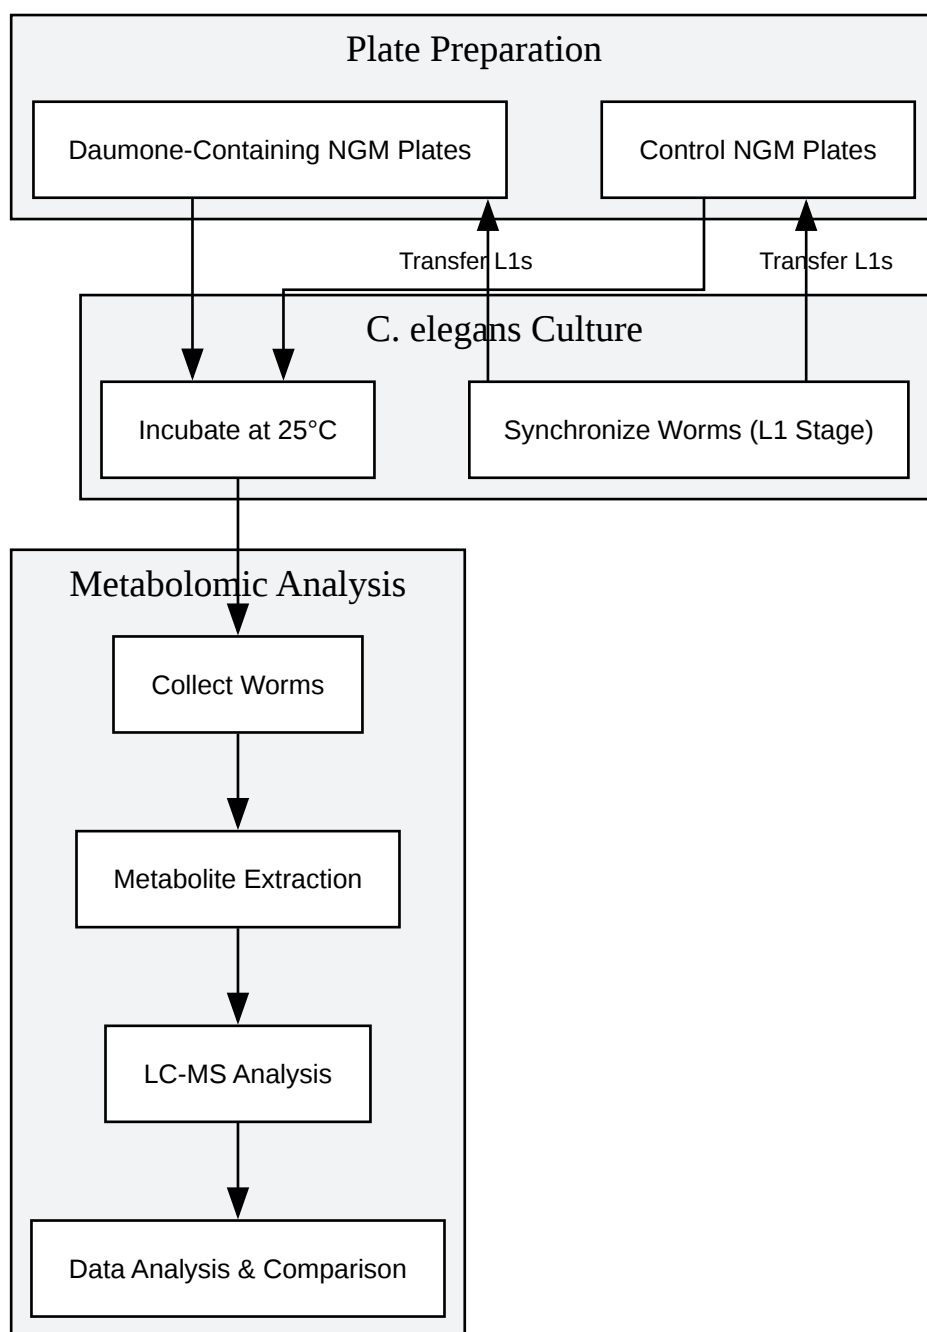 Plate Preparation
Daumone-Containing NGM Plates
Control NGM Plates
Transfer L1s
Transfer L1s
C. elegans Culture
Incubate at 25°C
Synchronize Worms (L1 Stage)
Metabolomic Analysis
Collect Worms
Metabolite Extraction
LC-MS Analysis
Data Analysis & Comparison